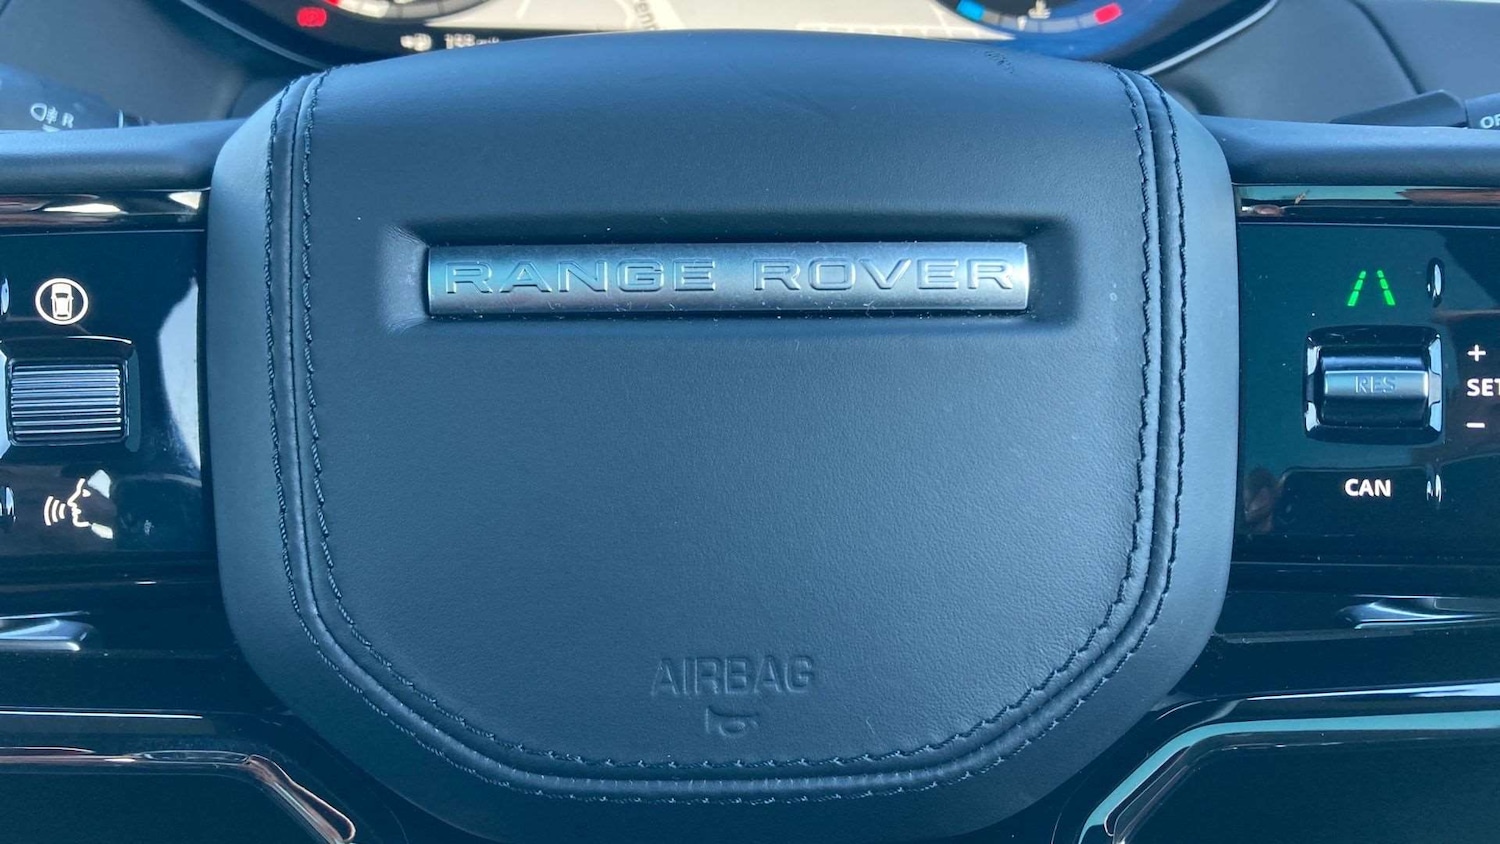 R
RANGE ROVER
RES
+
SET
−
CAN
AIRBAG